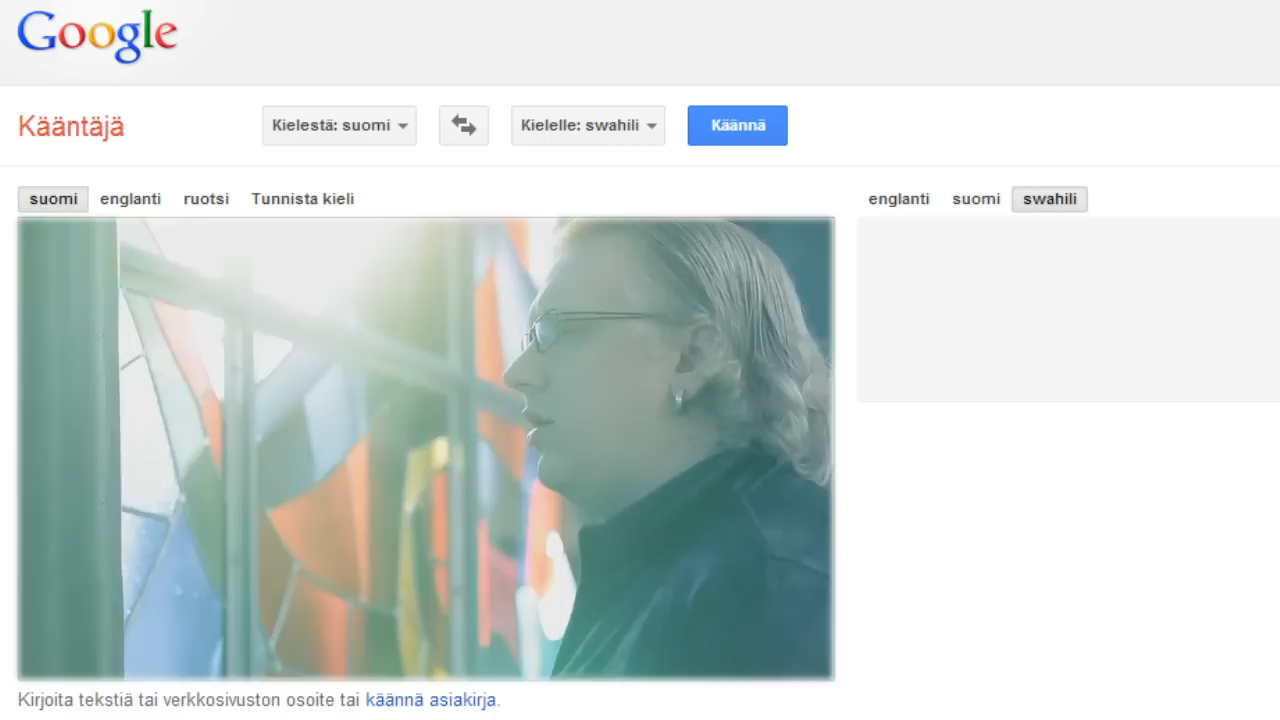 Google
Kääntäjä
Kielestä: suomi
Kielelle: swahili
Käännä
suomi englanti ruotsi Tunnista kieli
englanti suomi swahili
Kirjoita tekstiä tai verkkosivuston osoite tai käännä asiakirja.